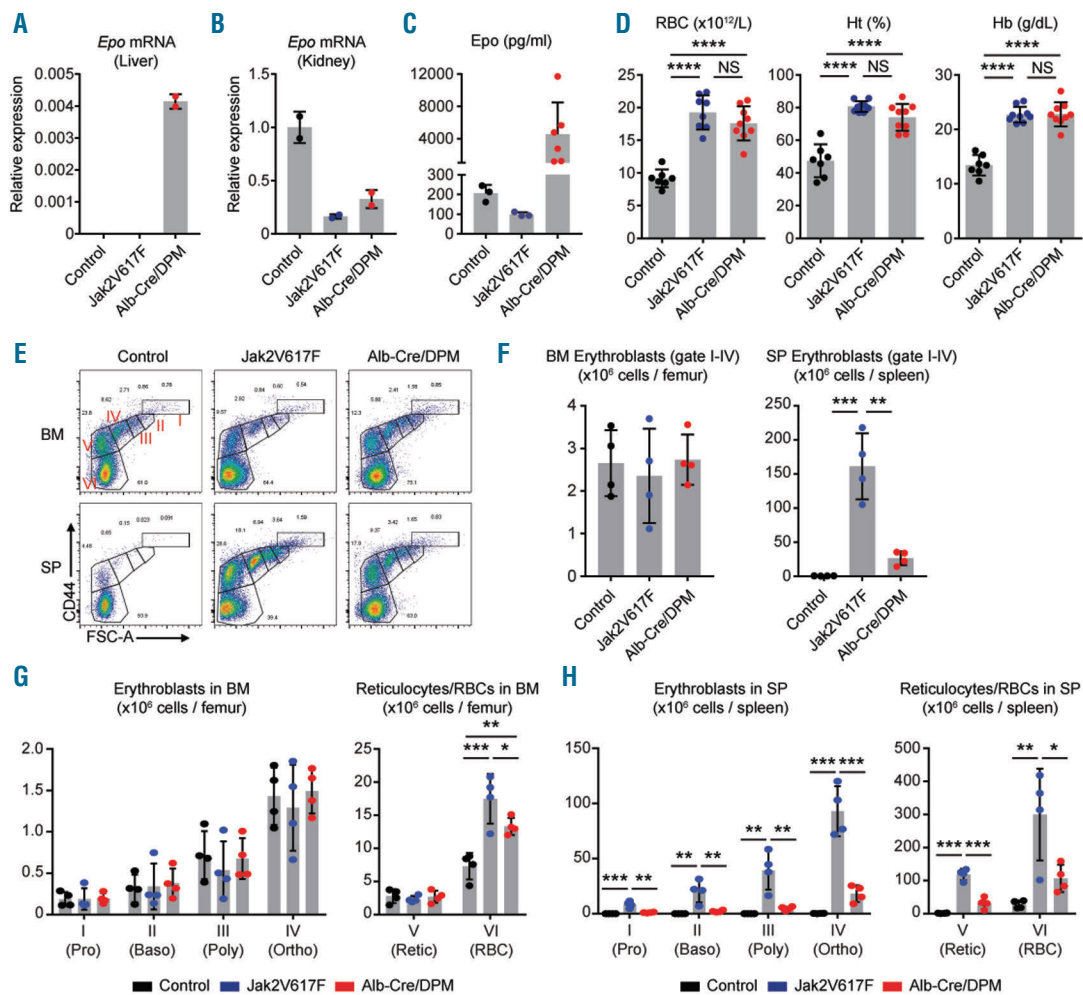 A
Epo mRNA
(Liver)
Relative expression
0.005
0.004
0.003
0.002
0.001
0
Control
Jak2V617F
Alb-Cre/DPM
B
Epo mRNA
(Kidney)
Relative expression
1.5
1.0
0.5
0
Control
Jak2V617F
Alb-Cre/DPM
C
Epo (pg/ml)
12000
8000
4000
200
100
0
Control
Jak2V617F
Alb-Cre/DPM
D
RBC (x10¹²/L)
****
**** NS
25
20
15
10
5
0
Control
Jak2V617F
Alb-Cre/DPM
Ht (%)
****
**** NS
100
80
60
40
20
0
Control
Jak2V617F
Alb-Cre/DPM
Hb (g/dL)
****
**** NS
30
20
10
0
Control
Jak2V617F
Alb-Cre/DPM
E
Control Jak2V617F Alb-Cre/DPM
BM
SP
I
II
III
IV
V
VI
CD44
FSC-A
F
BM Erythroblasts (gate I-IV)
(x10⁶ cells / femur)
4
3
2
1
0
Control
Jak2V617F
Alb-Cre/DPM
SP Erythroblasts (gate I-IV)
(x10⁶ cells / spleen)
*** **
250
200
150
100
50
0
Control
Jak2V617F
Alb-Cre/DPM
G
Erythroblasts in BM
(x10⁶ cells / femur)
2.0
1.5
1.0
0.5
0
I II III IV
(Pro) (Baso) (Poly) (Ortho)
Reticulocytes/RBCs in BM
(x10⁶ cells / femur)
**
*** *
25
20
15
10
5
0
V VI
(Retic) (RBC)
Control Jak2V617F Alb-Cre/DPM
H
Erythroblasts in SP
(x10⁶ cells / spleen)
150
100
50
0
*** **
** **
** **
*** ***
I II III IV
(Pro) (Baso) (Poly) (Ortho)
Reticulocytes/RBCs in SP
(x10⁶ cells / spleen)
500
400
300
200
100
0
*** ***
** *
V VI
(Retic) (RBC)
Control Jak2V617F Alb-Cre/DPM